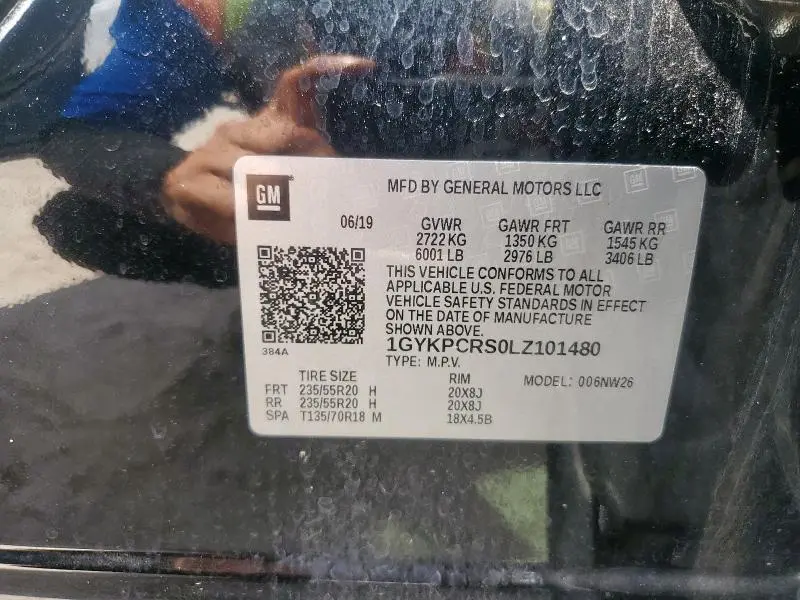 GM
MFD BY GENERAL MOTORS LLC
06/19 GVWR GAWR FRT GAWR RR
2722 KG 1350 KG 1545 KG
6001 LB 2976 LB 3406 LB
THIS VEHICLE CONFORMS TO ALL
APPLICABLE U.S. FEDERAL MOTOR
VEHICLE SAFETY STANDARDS IN EFFECT
ON THE DATE OF MANUFACTURE
SHOWN ABOVE.
1GYKPCRS0LZ101480
384A
TYPE: M.P.V.
TIRE SIZE RIM MODEL: 006NW26
FRT 235/55R20 H 20X8J
RR 235/55R20 H 20X8J
SPA T135/70R18 M 18X4.5B